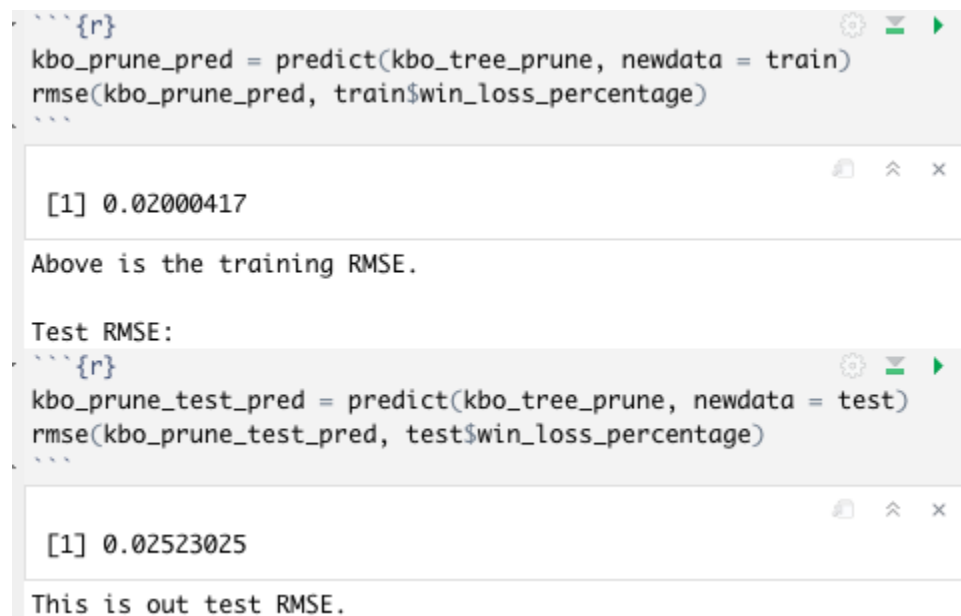 ```{r}
kbo_prune_pred = predict(kbo_tree_prune, newdata = train)
rmse(kbo_prune_pred, train$win_loss_percentage)
```
[1] 0.02000417
Above is the training RMSE.
Test RMSE:
```{r}
kbo_prune_test_pred = predict(kbo_tree_prune, newdata = test)
rmse(kbo_prune_test_pred, test$win_loss_percentage)
```
[1] 0.02523025
This is out test RMSE.